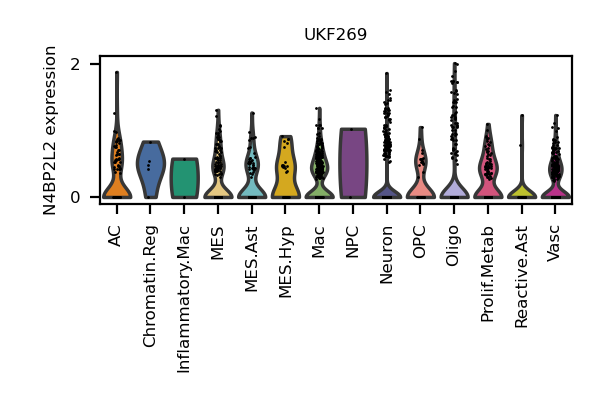 UKF269
N4BP2L2 expression
2
0
AC
Chromatin.Reg
Inflammatory.Mac
MES
MES.Ast
MES.Hyp
Mac
NPC
Neuron
OPC
Oligo
Prolif.Metab
Reactive.Ast
Vasc